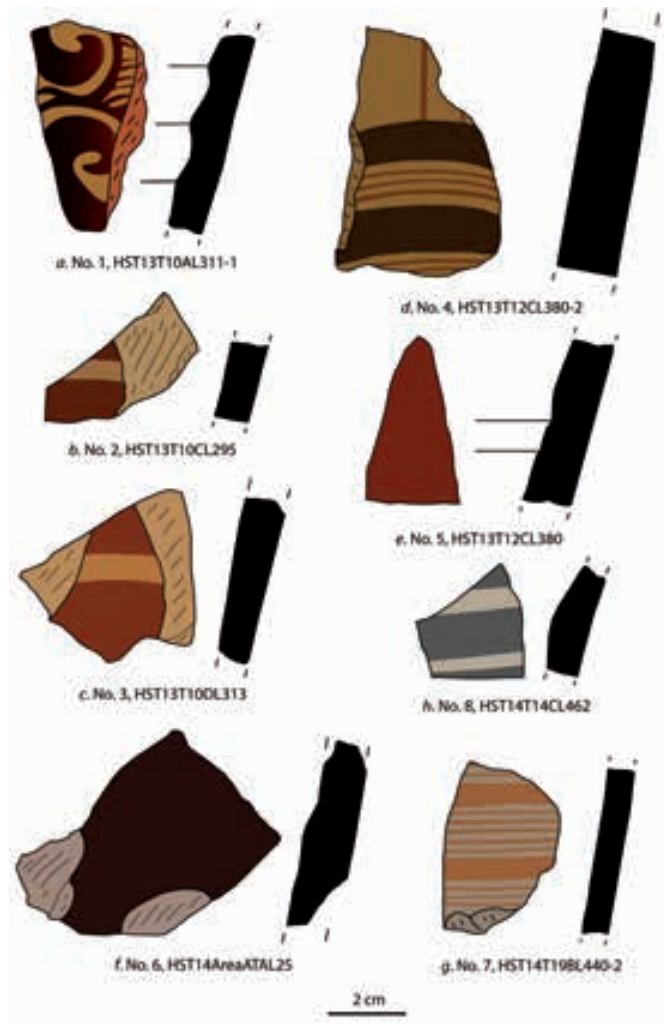 a. No. 1, HST13T10AL311-1
d. No. 4, HST13T12CL380-2
b. No. 2, HST13T10CL295
e. No. 5, HST13T12CL380
c. No. 3, HST13T10DL313
h. No. 8, HST14T14CL462
f. No. 6, HST14AreaATAL25
g. No. 7, HST14T19BL440-2
2 cm